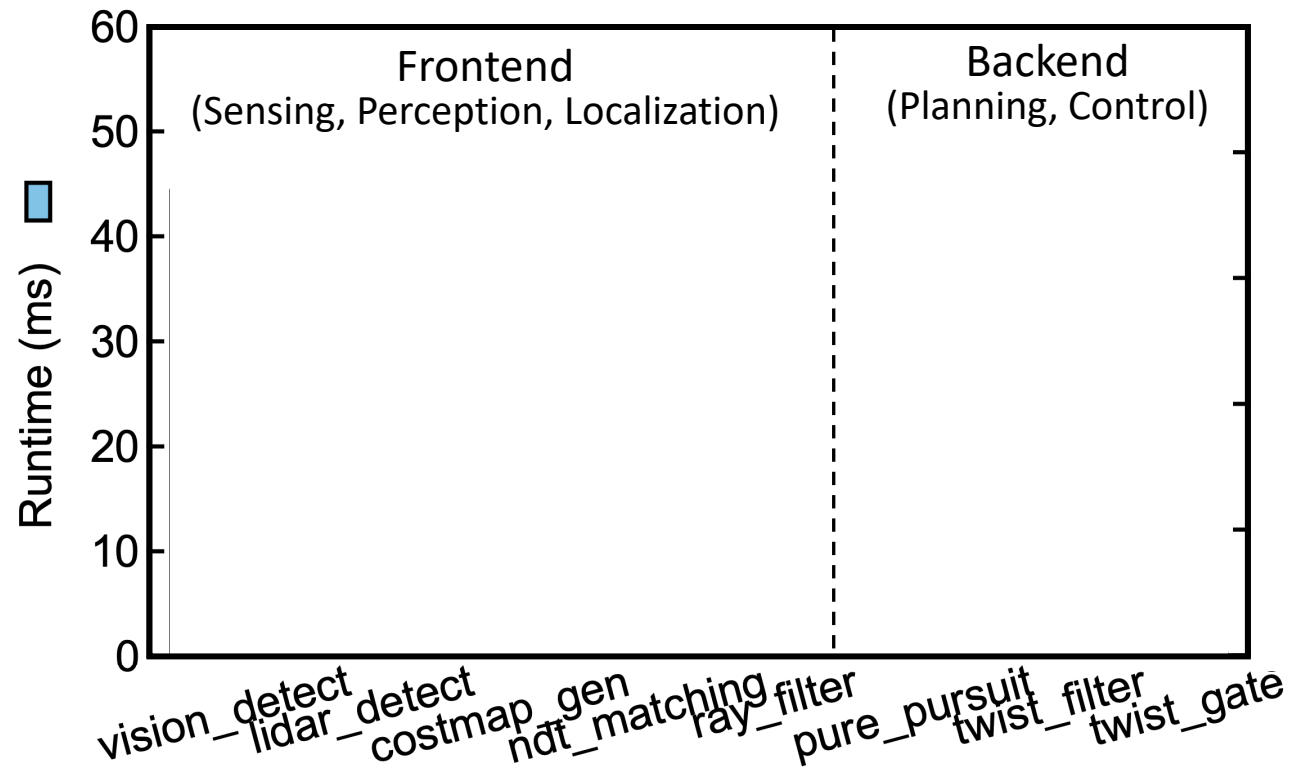 60
50
40
30
20
10
0
Runtime (ms)
Frontend
(Sensing, Perception, Localization)
Backend
(Planning, Control)
vision_detect
lidar_detect
costmap_gen
ndt_matching
ray_filter
pure_pursuit
twist_filter
twist_gate